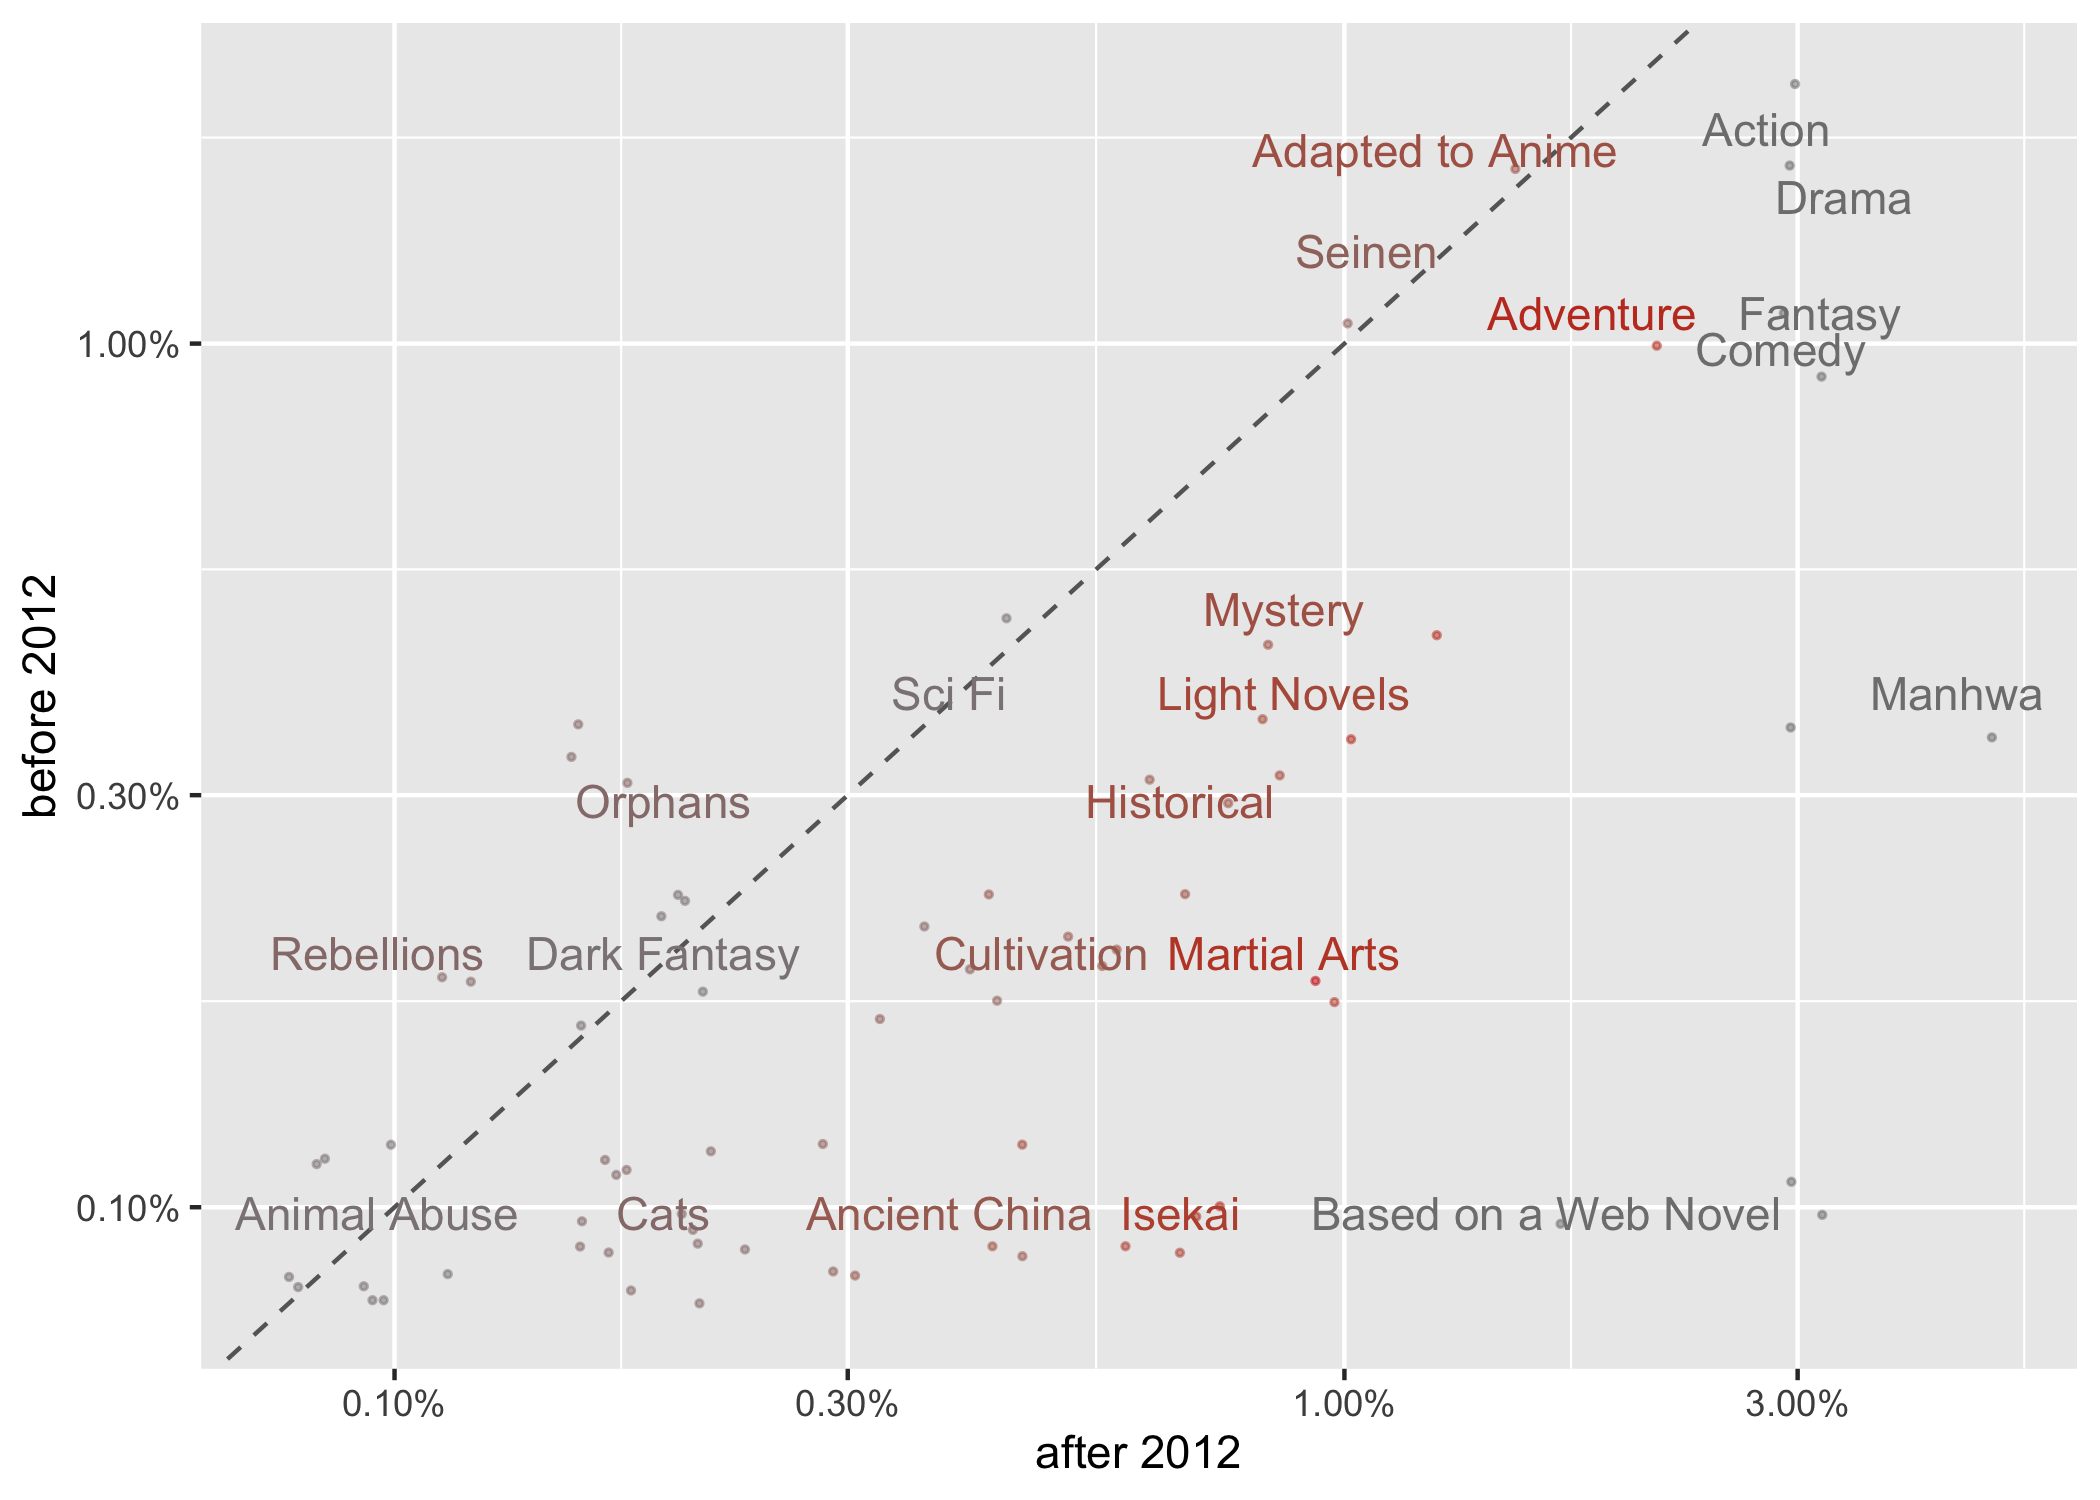 Action
Adapted to Anime
Drama
Seinen
Adventure
Fantasy
1.00%
Comedy
Mystery
Sci Fi
Light Novels
Manhwa
before 2012
0.30%
Orphans
Historical
Rebellions
Dark Fantasy
Cultivation
Martial Arts
0.10%
Animal Abuse
Cats
Ancient China
Isekai
Based on a Web Novel
0.10%
0.30%
1.00%
3.00%
after 2012